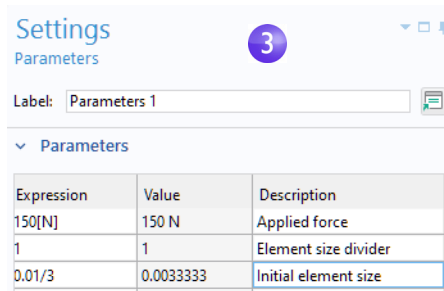 Settings
Parameters
3
Label: Parameters 1
Parameters
Expression Value Description
150[N] 150 N Applied force
1 1 Element size divider
0.01/3 0.0033333 Initial element size